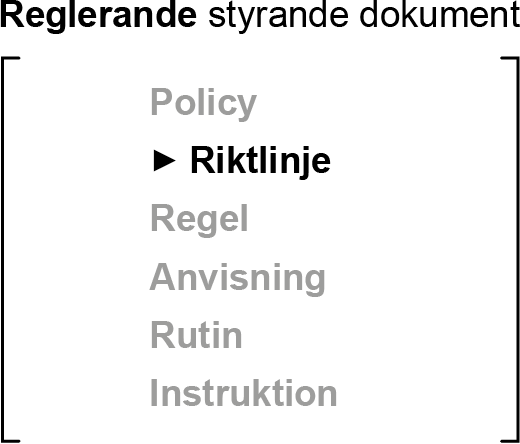 Reglerande styrande dokument
Policy
► Riktlinje
Regel
Anvisning
Rutin
Instruktion